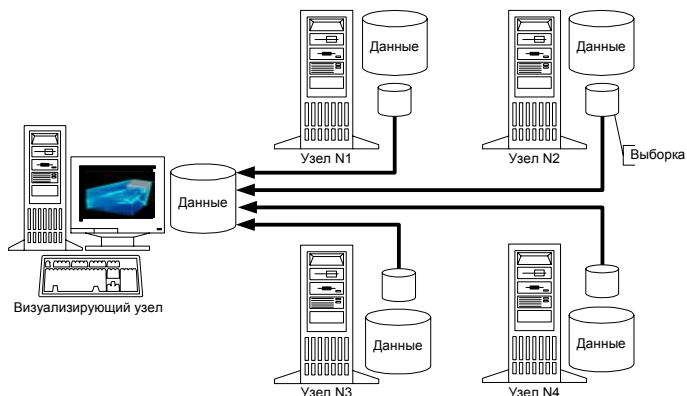 Данные
Данные
Узел N1
Узел N2
Выборка
Данные
Визуализирующий узел
Данные
Данные
Узел N3
Узел N4